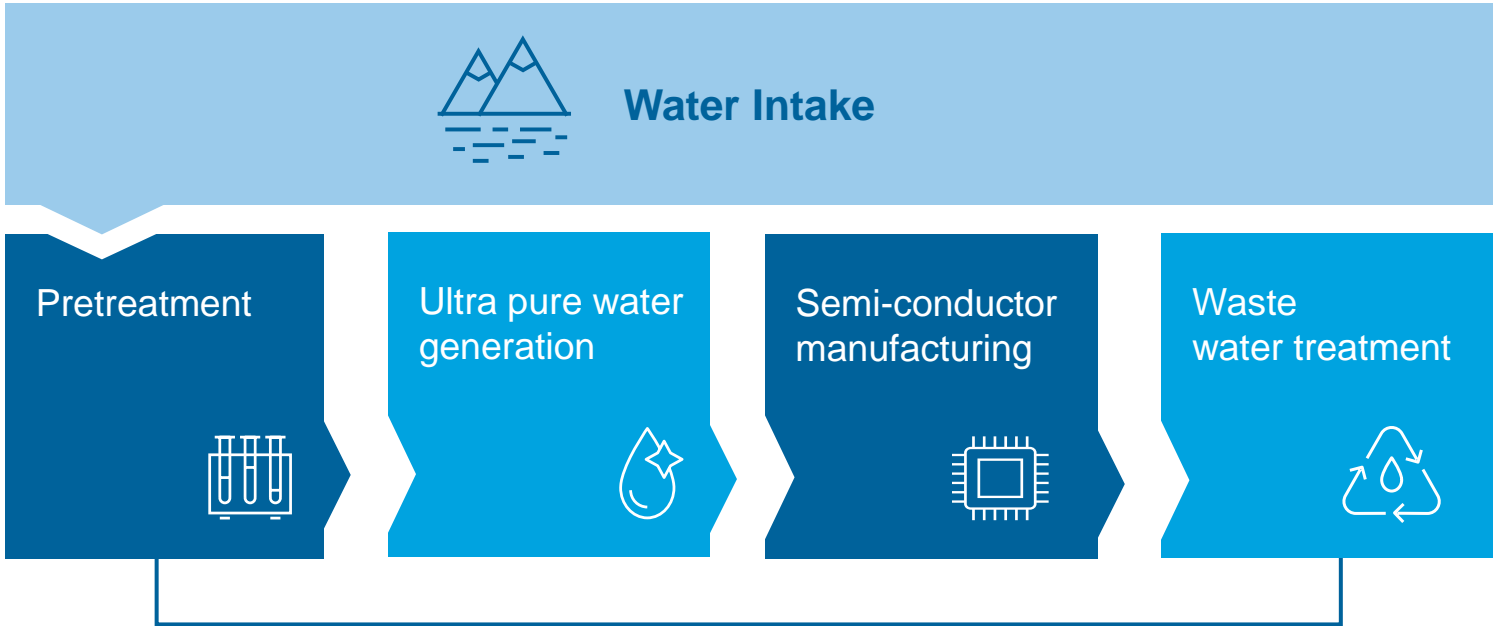 Water Intake
Pretreatment
Ultra pure water
generation
Semi-conductor
manufacturing
Waste
water treatment